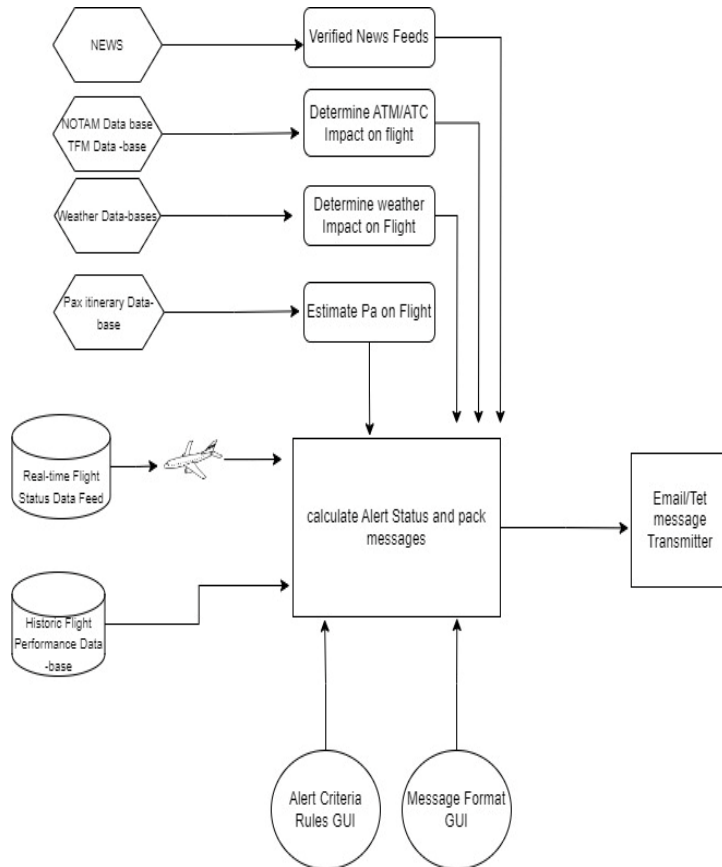 NEWS
Verified News Feeds
NOTAM Data base
TFM Data -base
Determine ATM/ATC
Impact on flight
Weather Data-bases
Determine weather
Impact on Flight
Pax itinerary Data-
base
Estimate Pa on Flight
Real-time Flight
Status Data Feed
calculate Alert Status and pack
messages
Email/Tet
message
Transmitter
Historic Flight
Performance Data
-base
Alert Criteria
Rules GUI
Message Format
GUI